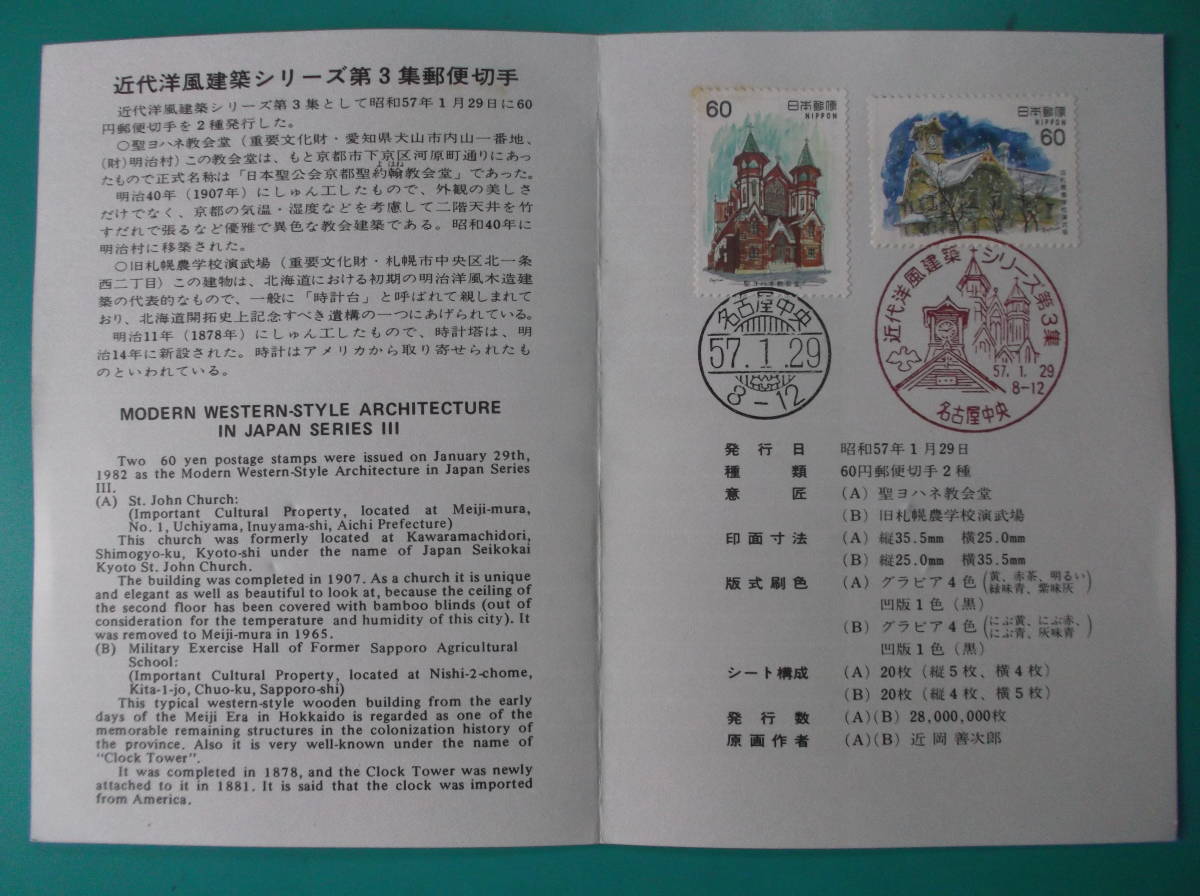 近代洋風建築シリーズ第3集郵便切手
近代洋風建築シリーズ第3集として昭和57年1月29日に60
円郵便切手を2種発行した。
○聖ヨハネ教会堂（重要文化財・愛知県犬山市内山一番地、
(財)明治村）この教会堂は、もと京都市下京区河原町通りにあっ
たもので正式名称は「日本聖公会京都聖約翰教会堂」であった。
よはね
明治40年（1907年）にしゅん工したもので、外観の美しさ
だけでなく、京都の気温・湿度などを考慮して二階天井を竹
すだれで張るなど優雅で異色な教会建築である。昭和40年に
明治村に移築された。
○旧札幌農学校演武場（重要文化財・札幌市中央区北一条
西二丁目）この建物は、北海道における初期の明治洋風木造建
築の代表的なもので、一般に「時計台」と呼ばれて親しまれて
おり、北海道開拓史上記念すべき遺構の一つにあげられている。
明治11年（1878年）にしゅん工したもので、時計塔は、明
治14年に新設された。時計はアメリカから取り寄せられたも
のといわれている。
MODERN WESTERN-STYLE ARCHITECTURE
IN JAPAN SERIES III
Two 60 yen postage stamps were issued on January 29th,
1982 as the Modern Western-Style Architecture in Japan Series
III.
(A) St. John Church:
(Important Cultural Property, located at Meiji-mura,
No. 1, Uchiyama, Inuyama-shi, Aichi Prefecture)
This church was formerly located at Kawaramachidori,
Shimogyo-ku, Kyoto-shi under the name of Japan Seikokai
Kyoto St. John Church.
The building was completed in 1907. As a church it is unique
and elegant as well as beautiful to look at, because the ceiling of
the second floor has been covered with bamboo blinds (out of
consideration for the temperature and humidity of this city). It
was removed to Meiji-mura in 1965.
(B) Military Exercise Hall of Former Sapporo Agricultural
School:
(Important Cultural Property, located at Nishi-2-chome,
Kita-1-jo, Chuo-ku, Sapporo-shi)
This typical western-style wooden building from the early
days of the Meiji Era in Hokkaido is regarded as one of the
memorable remaining structures in the colonization history of
the province. Also it is very well-known under the name of
"Clock Tower".
It was completed in 1878, and the Clock Tower was newly
attached to it in 1881. It is said that the clock was imported
from America.
60 日本郵便
NIPPON
聖ヨハネ教会堂
日本郵便
NIPPON
60
名古屋中央
57.1.29
8-12
近代洋風建築シリーズ第3集
57.1.29
8-12
名古屋中央
発行日 昭和57年1月29日
種類 60円郵便切手2種
意匠 (A) 聖ヨハネ教会堂
(B) 旧札幌農学校演武場
印面寸法 (A) 縦35.5mm 横25.0mm
(B) 縦25.0mm 横35.5mm
版式刷色 (A) グラビア4色（黄、赤茶、明るい緑味青、紫味灰）
凹版1色（黒）
(B) グラビア4色（にぶ黄、にぶ赤、にぶ青、灰味青）
凹版1色（黒）
シート構成 (A) 20枚（縦5枚、横4枚）
(B) 20枚（縦4枚、横5枚）
発行数 (A)(B) 28,000,000枚
原画作者 (A)(B) 近岡善次郎